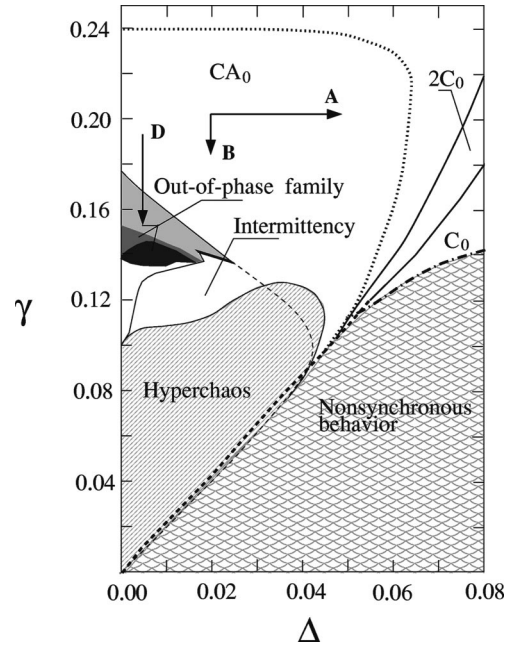 0.24
CA₀
2C₀
A
0.20
B
D
Out-of-phase family
0.16
Intermittency
C₀
γ
0.12
Hyperchaos
0.08
Nonsynchronous
behavior
0.04
0.00 0.02 0.04 0.06 0.08
Δ